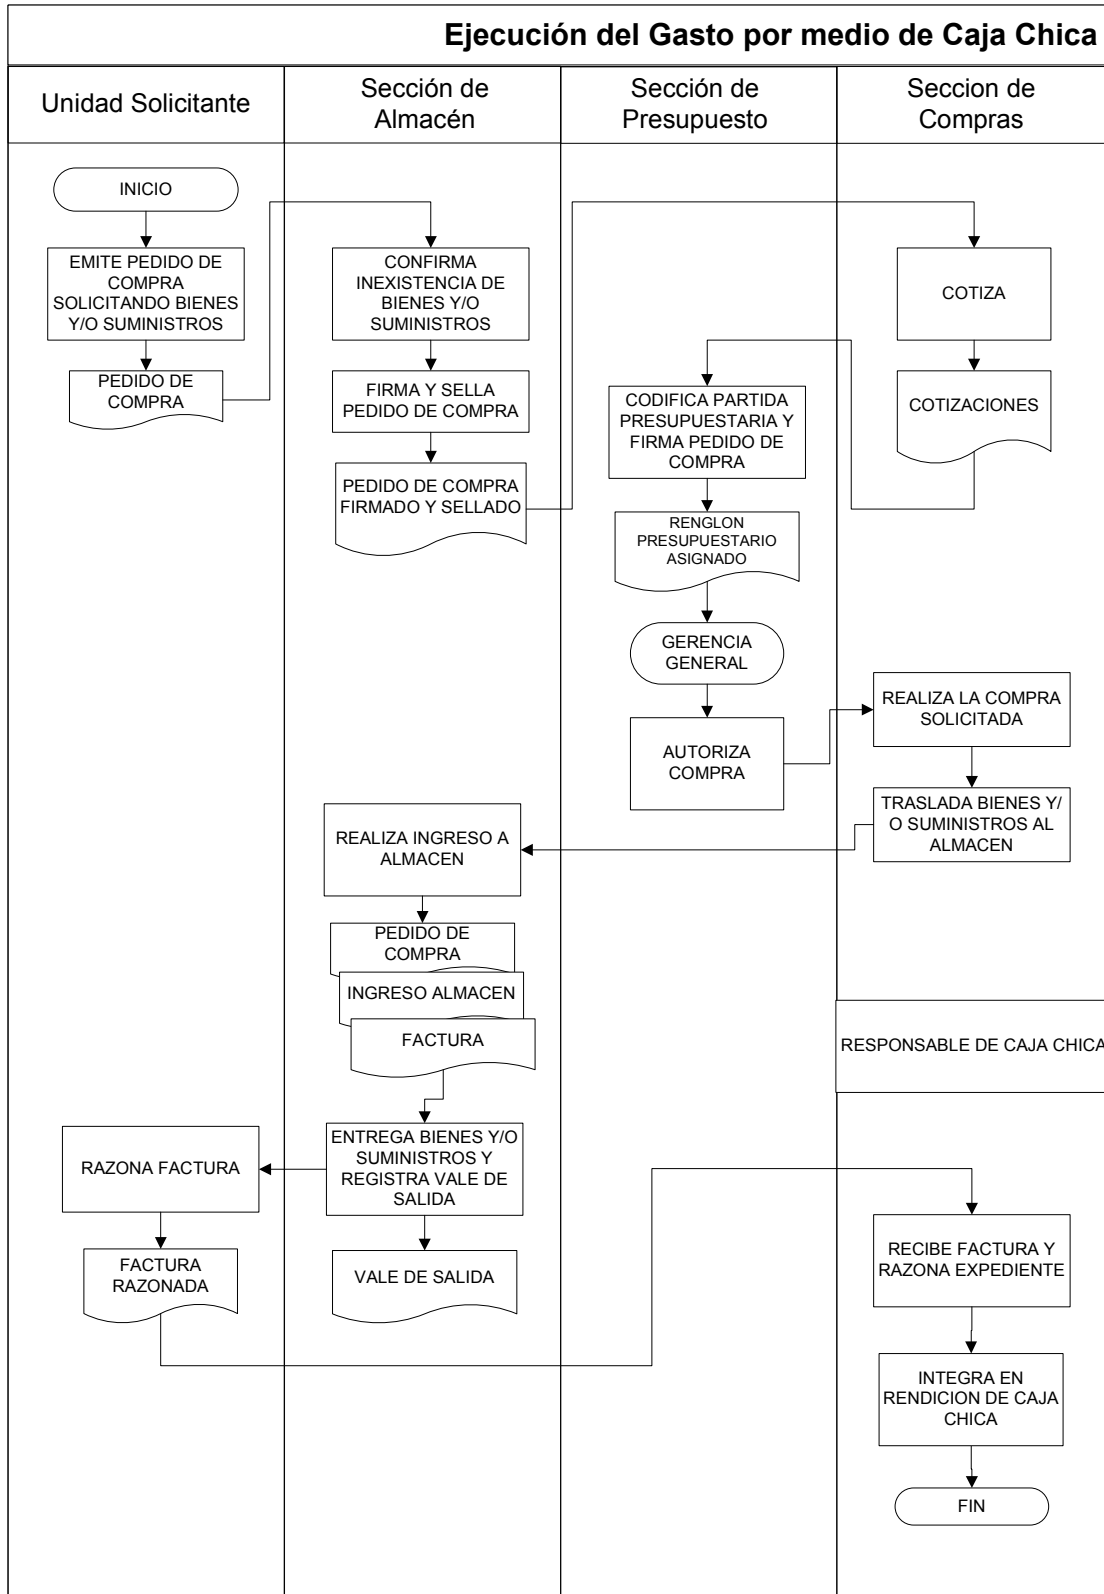 Ejecución del Gasto por medio de Caja Chica
Unidad Solicitante
Sección de
Almacén
Sección de
Presupuesto
Seccion de
Compras
INICIO
EMITE PEDIDO DE
COMPRA
SOLICITANDO BIENES
Y/O SUMINISTROS
PEDIDO DE
COMPRA
CONFIRMA
INEXISTENCIA DE
BIENES Y/O
SUMINISTROS
FIRMA Y SELLA
PEDIDO DE COMPRA
PEDIDO DE COMPRA
FIRMADO Y SELLADO
COTIZA
COTIZACIONES
CODIFICA PARTIDA
PRESUPUESTARIA Y
FIRMA PEDIDO DE
COMPRA
RENGLON
PRESUPUESTARIO
ASIGNADO
GERENCIA
GENERAL
AUTORIZA
COMPRA
REALIZA LA COMPRA
SOLICITADA
TRASLADA BIENES Y/
O SUMINISTROS AL
ALMACEN
REALIZA INGRESO A
ALMACEN
PEDIDO DE
COMPRA
INGRESO ALMACEN
FACTURA
RESPONSABLE DE CAJA CHICA
ENTREGA BIENES Y/O
SUMINISTROS Y
REGISTRA VALE DE
SALIDA
RAZONA FACTURA
FACTURA
RAZONADA
VALE DE SALIDA
RECIBE FACTURA Y
RAZONA EXPEDIENTE
INTEGRA EN
RENDICION DE CAJA
CHICA
FIN